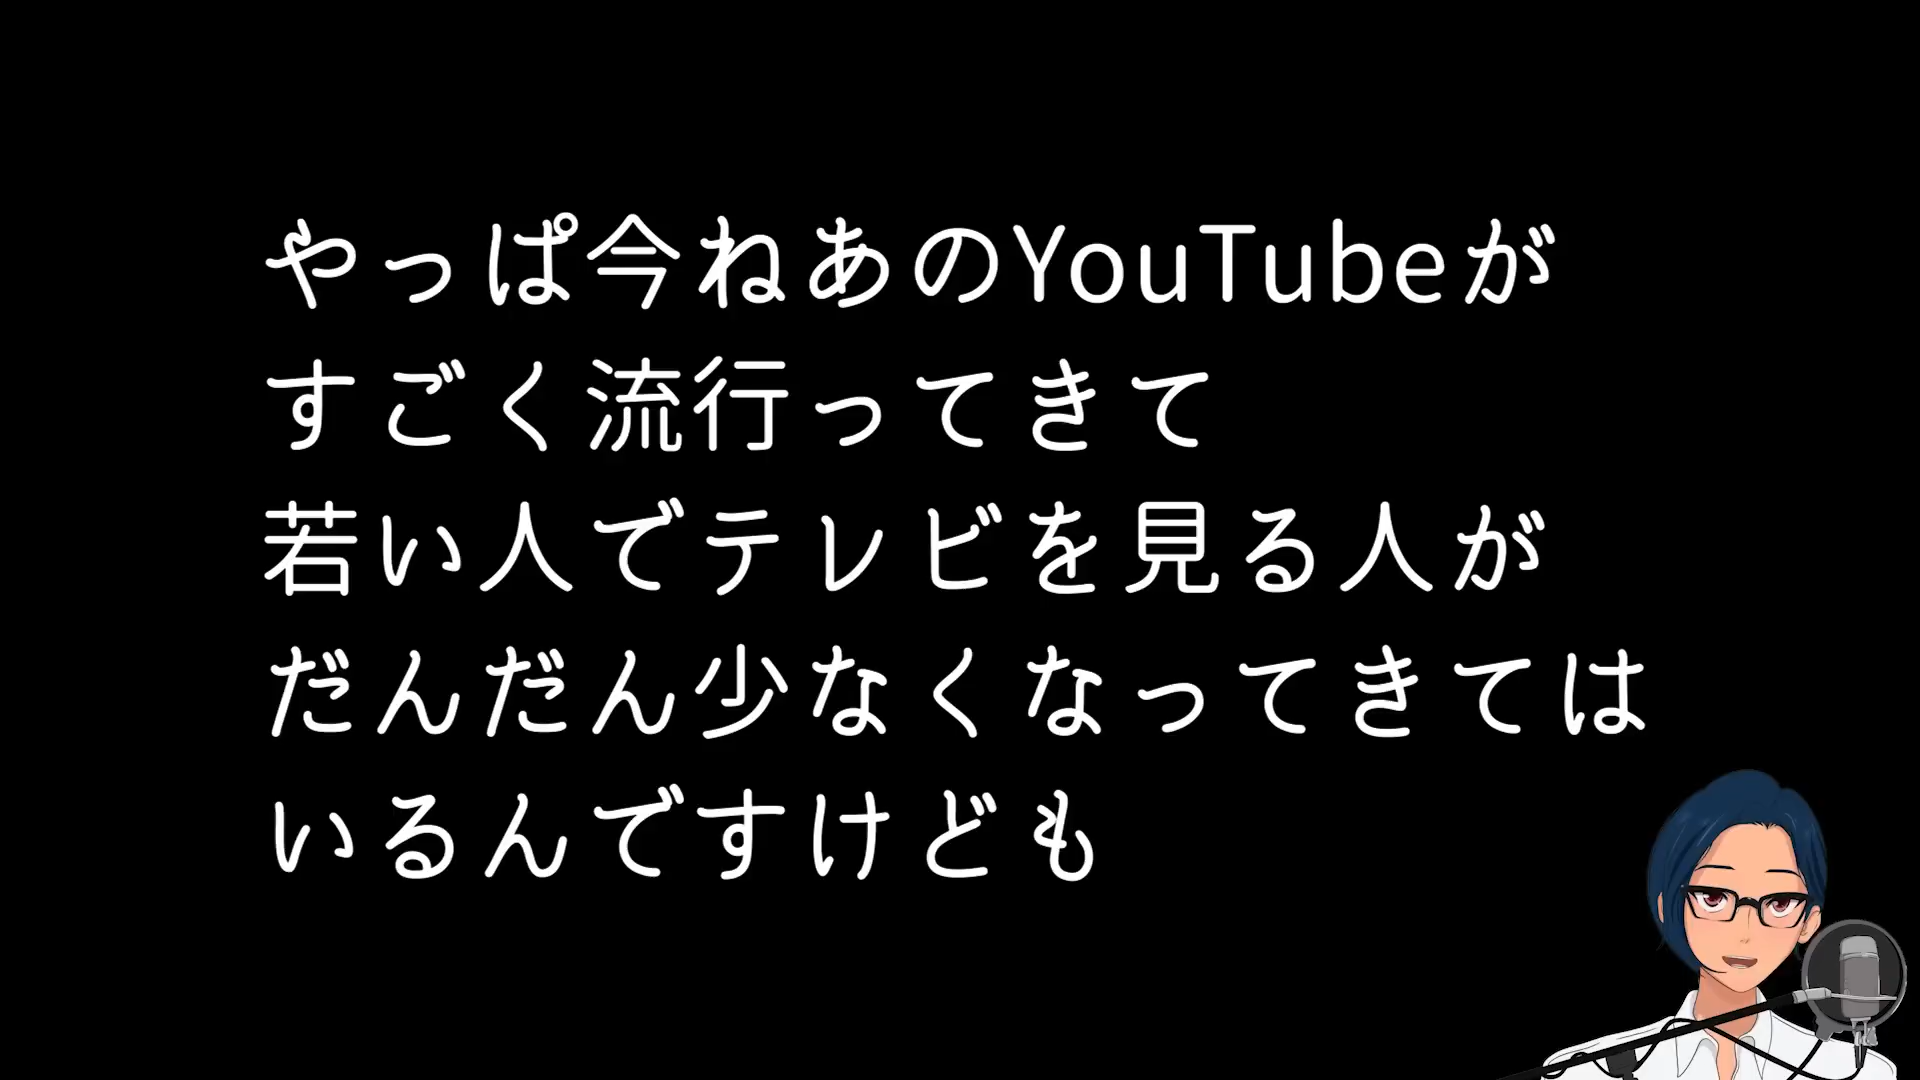 やっぱ今ねあのYouTubeが
すごく流行ってきて
若い人でテレビを見る人が
だんだん少なくなってきては
いるんですけども